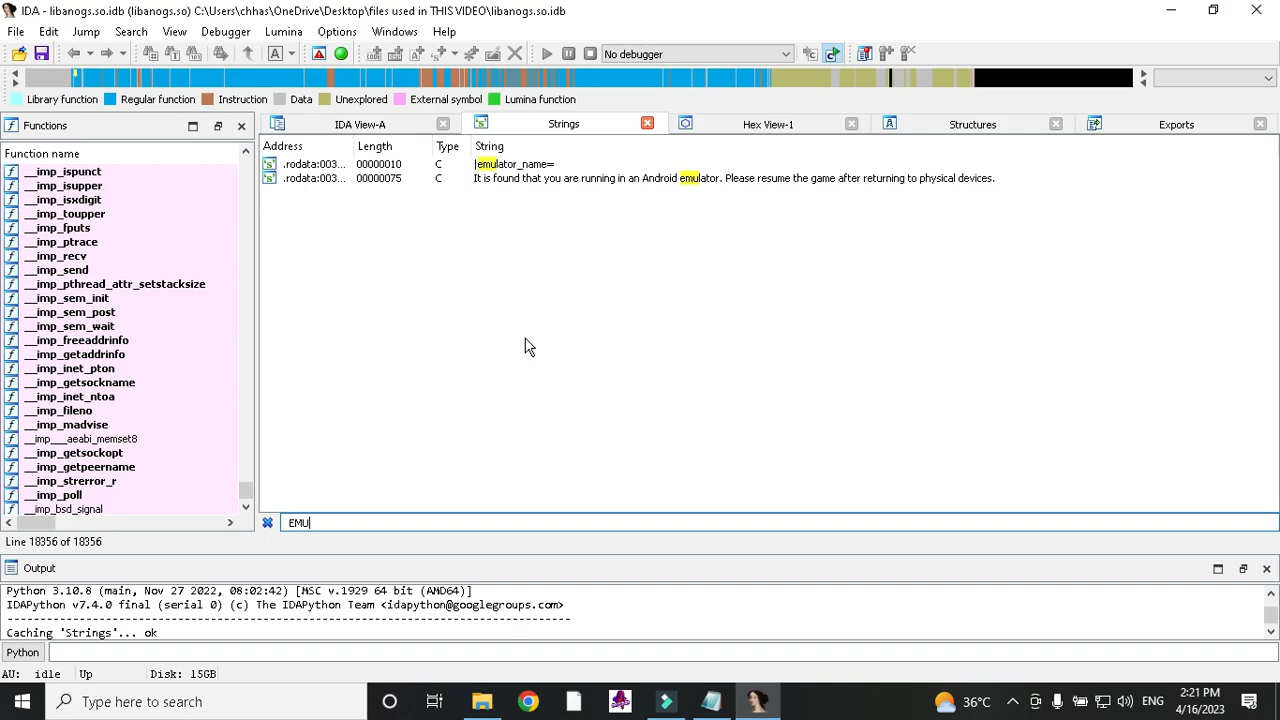 IDA - libanogs.so.idb (libanogs.so) C:\Users\chhas\OneDrive\Desktop\files used in THIS VIDEO\libanogs.so.idb
File Edit Jump Search View Debugger Lumina Options Windows Help
No debugger
Library function Regular function Instruction Data Unexplored External symbol Lumina function
Functions
IDA View-A Strings Hex View-1 Structures Exports
Function name
__imp_ispunct
__imp_isupper
__imp_isxdigit
__imp_toupper
__imp_fputs
__imp_ptrace
__imp_recv
__imp_send
__imp_pthread_attr_setstacksize
__imp_sem_init
__imp_sem_post
__imp_sem_wait
__imp_freeaddrinfo
__imp_getaddrinfo
__imp_inet_pton
__imp_getsockname
__imp_inet_ntoa
__imp_fileno
__imp_madvise
__imp___aeabi_memset8
__imp_getsockopt
__imp_getpeername
__imp_strerror_r
__imp_poll
__imp_bsd_signal
Address Length Type String
.rodata:003... 00000010 C |emulator_name=
.rodata:003... 00000075 C It is found that you are running in an Android emulator. Please resume the game after returning to physical devices.
EMU
Line 18356 of 18356
Output
Python 3.10.8 (main, Nov 27 2022, 08:02:42) [MSC v.1929 64 bit (AMD64)]
IDAPython v7.4.0 final (serial 0) (c) The IDAPython Team <idapython@googlegroups.com>
Caching 'Strings'... ok
Python
AU: idle Up Disk: 15GB
Type here to search
36°C
ENG
2:21 PM
4/16/2023